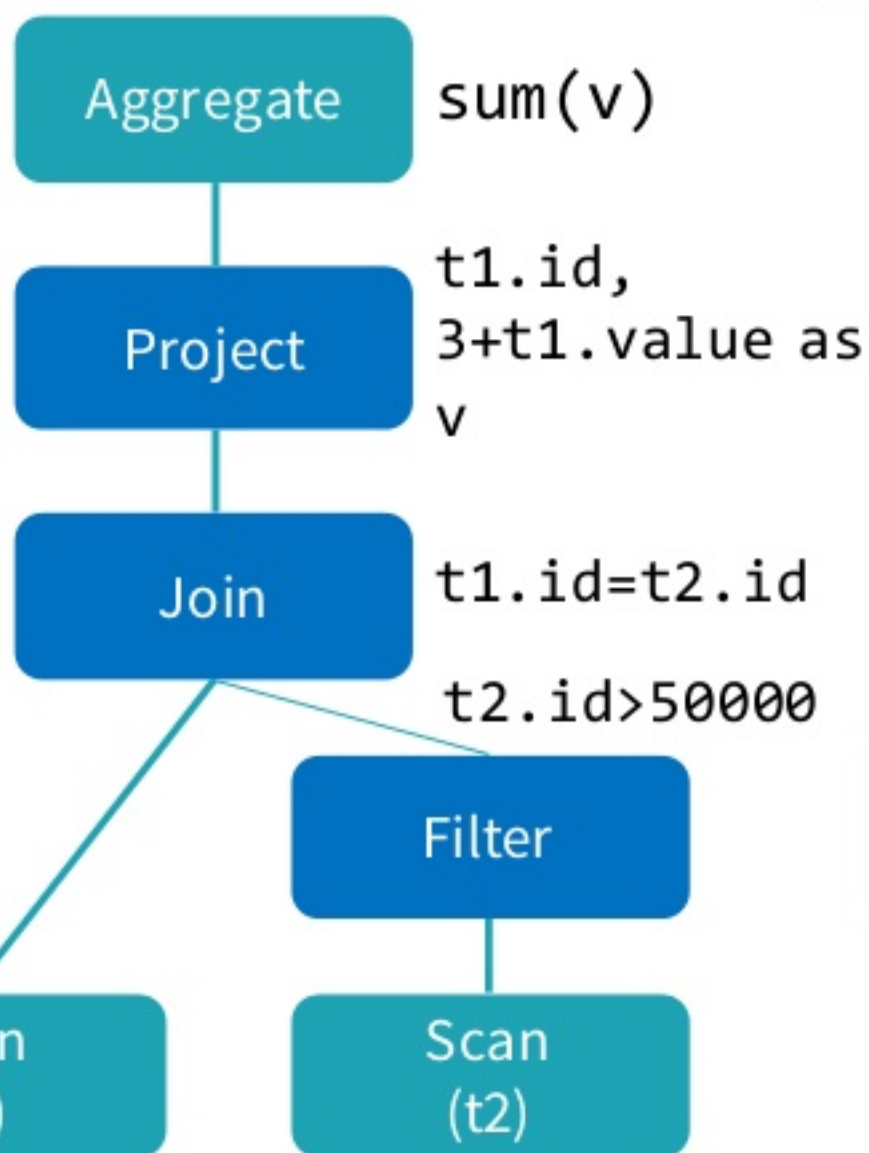 Aggregate
sum(v)
t1.id,
3+t1.value as
v
Project
Join
t1.id=t2.id
t2.id>50000
Filter
n
)
Scan
(t2)